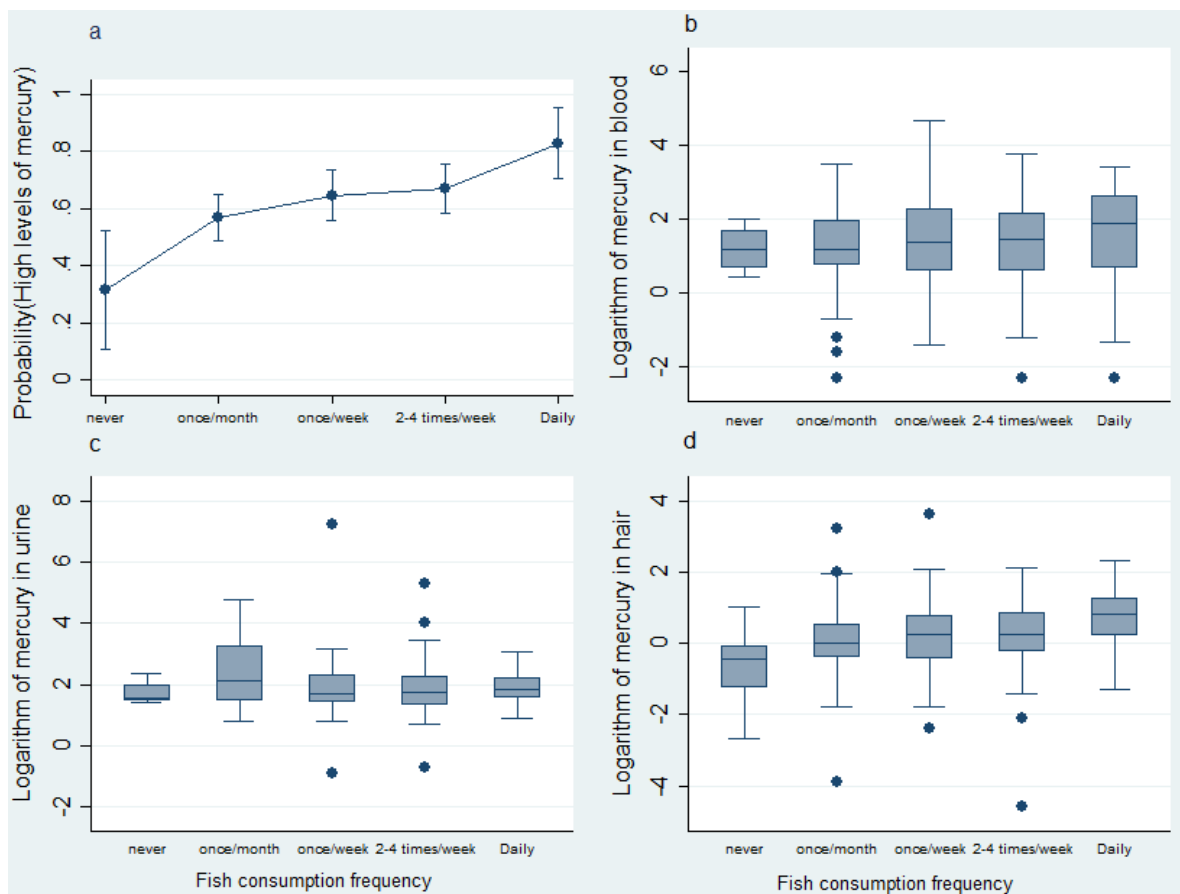 a
Probability(High levels of mercury)
1
.8
.6
.4
.2
0
never once/month once/week 2-4 times/week Daily
b
Logarithm of mercury in blood
6
4
2
0
-2
never once/month once/week 2-4 times/week Daily
c
Logarithm of mercury in urine
8
6
4
2
0
-2
never once/month once/week 2-4 times/week Daily
Fish consumption frequency
d
Logarithm of mercury in hair
4
2
0
-2
-4
never once/month once/week 2-4 times/week Daily
Fish consumption frequency